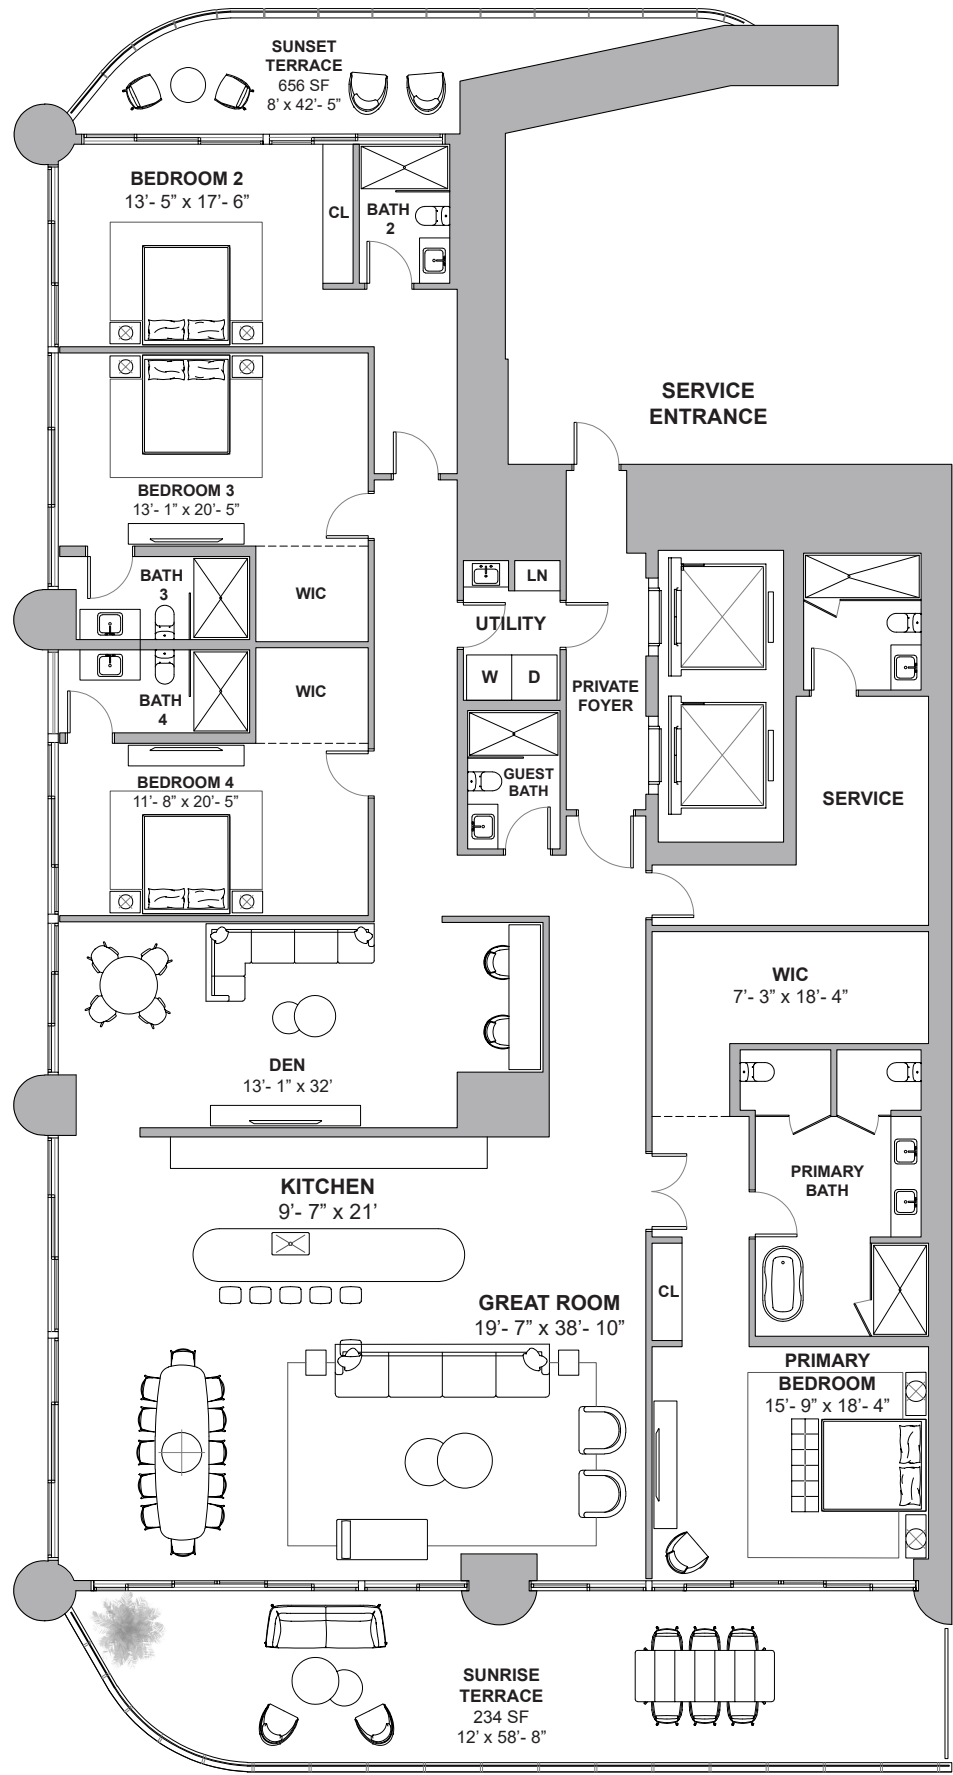 SUNSET
TERRACE
656 SF
8’ x 42’- 5”
BEDROOM 2
13’- 5” x 17’- 6”
CL
BATH
2
SERVICE
ENTRANCE
BEDROOM 3
13’- 1” x 20’- 5”
BATH
3
WIC
LN
UTILITY
W
D
PRIVATE
FOYER
BATH
4
WIC
GUEST
BATH
BEDROOM 4
11’- 8” x 20’- 5”
SERVICE
WIC
7’- 3” x 18’- 4”
DEN
13’- 1” x 32’
KITCHEN
9’- 7” x 21’
PRIMARY
BATH
CL
GREAT ROOM
19’- 7” x 38’- 10”
PRIMARY
BEDROOM
15’- 9” x 18’- 4”
SUNRISE
TERRACE
234 SF
12’ x 58’- 8”